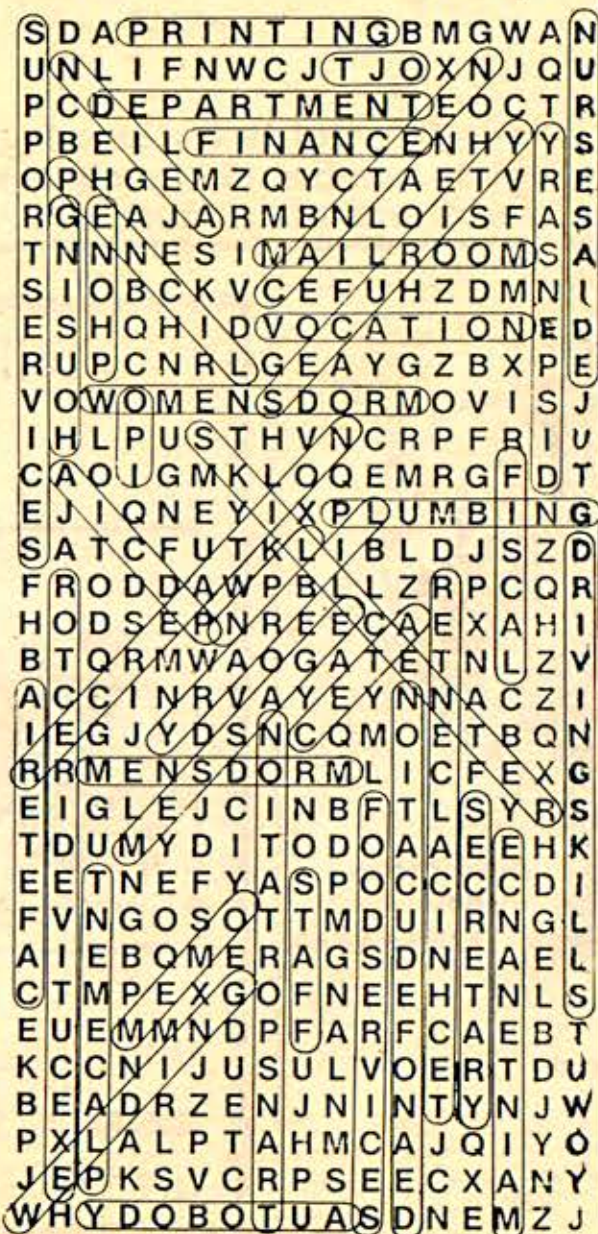 SDAPRINTINGBMGWAN
UNLIFNWCJTJOXNJQU
PCDEPARTMENTEOCTR
PBEILFINANCENHYYS
OPHGEMZQYCTAETVRE
RGEAJARMBNLOISFAS
TNNNESIMAILROOMSA
SIOBCKVCEFUHZDMNI
ESHQHIDVOCATIONED
RUPCNRLGEAYGZBXPE
VOWOMENSDORMOVISJ
IHLPUSTHVNCRPFRIU
CAOIGMKLOQEMRGFDT
EJIQNEYIXPLUMBING
SATCFUTKLIBLDJSZD
FRODDAWPBLLZRPCQR
HODSEPNREECAEXAHI
BTQRMWAOGATETNLZV
ACCINRVAYEYNNACZI
IEGJYDSNCQMOETBQN
RRMENSDORMLICFEXG
EIGLEJCINBFTLSYRS
TDUMYDITODOAAEEHK
EETNEFYASPOCCCCDI
FVNGOSOTTMDUIRNGL
AIEBQMERAGSDNEAEL
CTMPEXGOFNEEHTNLS
EUEMMNDPFARFCAEBT
KCCNIJUSULVOERTDU
BEADRZENJNINTYNJW
PXLALPTAHMCAJQIYO
JEPKSVCRPSEECXANY
WHYDOBOTUASDNEMZJ